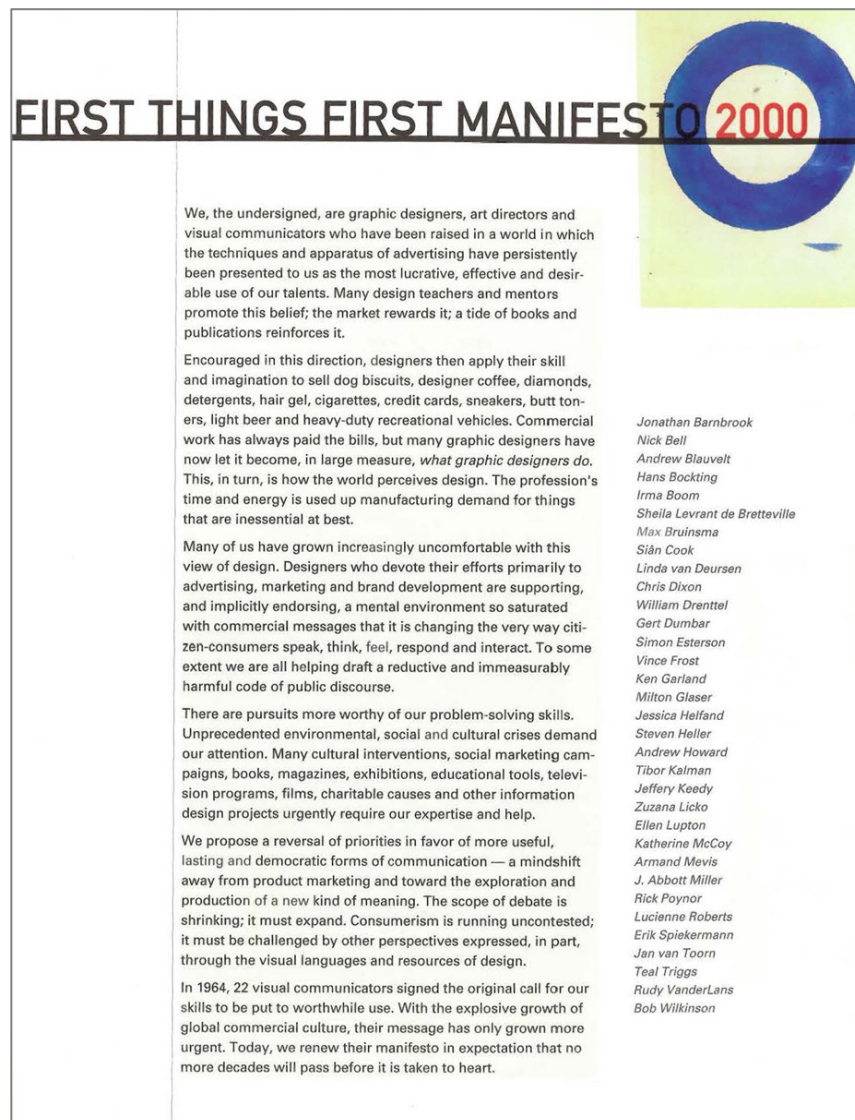 FIRST THINGS FIRST MANIFESTO 2000
We, the undersigned, are graphic designers, art directors and
visual communicators who have been raised in a world in which
the techniques and apparatus of advertising have persistently
been presented to us as the most lucrative, effective and desir-
able use of our talents. Many design teachers and mentors
promote this belief; the market rewards it; a tide of books and
publications reinforces it.
Encouraged in this direction, designers then apply their skill
and imagination to sell dog biscuits, designer coffee, diamonds,
detergents, hair gel, cigarettes, credit cards, sneakers, butt ton-
ers, light beer and heavy-duty recreational vehicles. Commercial
work has always paid the bills, but many graphic designers have
now let it become, in large measure, what graphic designers do.
This, in turn, is how the world perceives design. The profession's
time and energy is used up manufacturing demand for things
that are inessential at best.
Many of us have grown increasingly uncomfortable with this
view of design. Designers who devote their efforts primarily to
advertising, marketing and brand development are supporting,
and implicitly endorsing, a mental environment so saturated
with commercial messages that it is changing the very way citi-
zen-consumers speak, think, feel, respond and interact. To some
extent we are all helping draft a reductive and immeasurably
harmful code of public discourse.
There are pursuits more worthy of our problem-solving skills.
Unprecedented environmental, social and cultural crises demand
our attention. Many cultural interventions, social marketing cam-
paigns, books, magazines, exhibitions, educational tools, televi-
sion programs, films, charitable causes and other information
design projects urgently require our expertise and help.
We propose a reversal of priorities in favor of more useful,
lasting and democratic forms of communication — a mindshift
away from product marketing and toward the exploration and
production of a new kind of meaning. The scope of debate is
shrinking; it must expand. Consumerism is running uncontested;
it must be challenged by other perspectives expressed, in part,
through the visual languages and resources of design.
In 1964, 22 visual communicators signed the original call for our
skills to be put to worthwhile use. With the explosive growth of
global commercial culture, their message has only grown more
urgent. Today, we renew their manifesto in expectation that no
more decades will pass before it is taken to heart.
Jonathan Barnbrook
Nick Bell
Andrew Blauvelt
Hans Bockting
Irma Boom
Sheila Levrant de Bretteville
Max Bruinsma
Siân Cook
Linda van Deursen
Chris Dixon
William Drenttel
Gert Dumbar
Simon Esterson
Vince Frost
Ken Garland
Milton Glaser
Jessica Helfand
Steven Heller
Andrew Howard
Tibor Kalman
Jeffery Keedy
Zuzana Licko
Ellen Lupton
Katherine McCoy
Armand Mevis
J. Abbott Miller
Rick Poynor
Lucienne Roberts
Erik Spiekermann
Jan van Toorn
Teal Triggs
Rudy VanderLans
Bob Wilkinson